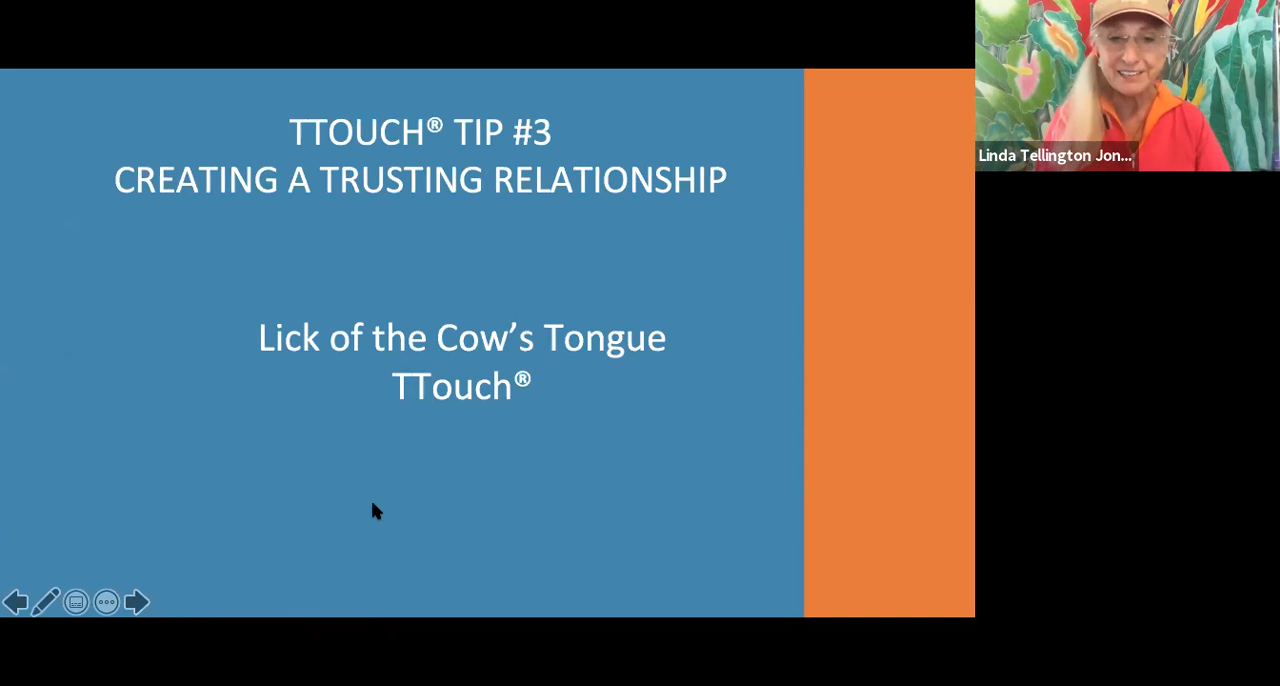 TTOUCH® TIP #3
CREATING A TRUSTING RELATIONSHIP
Lick of the Cow’s Tongue
TTouch®
Linda Tellington Jon...